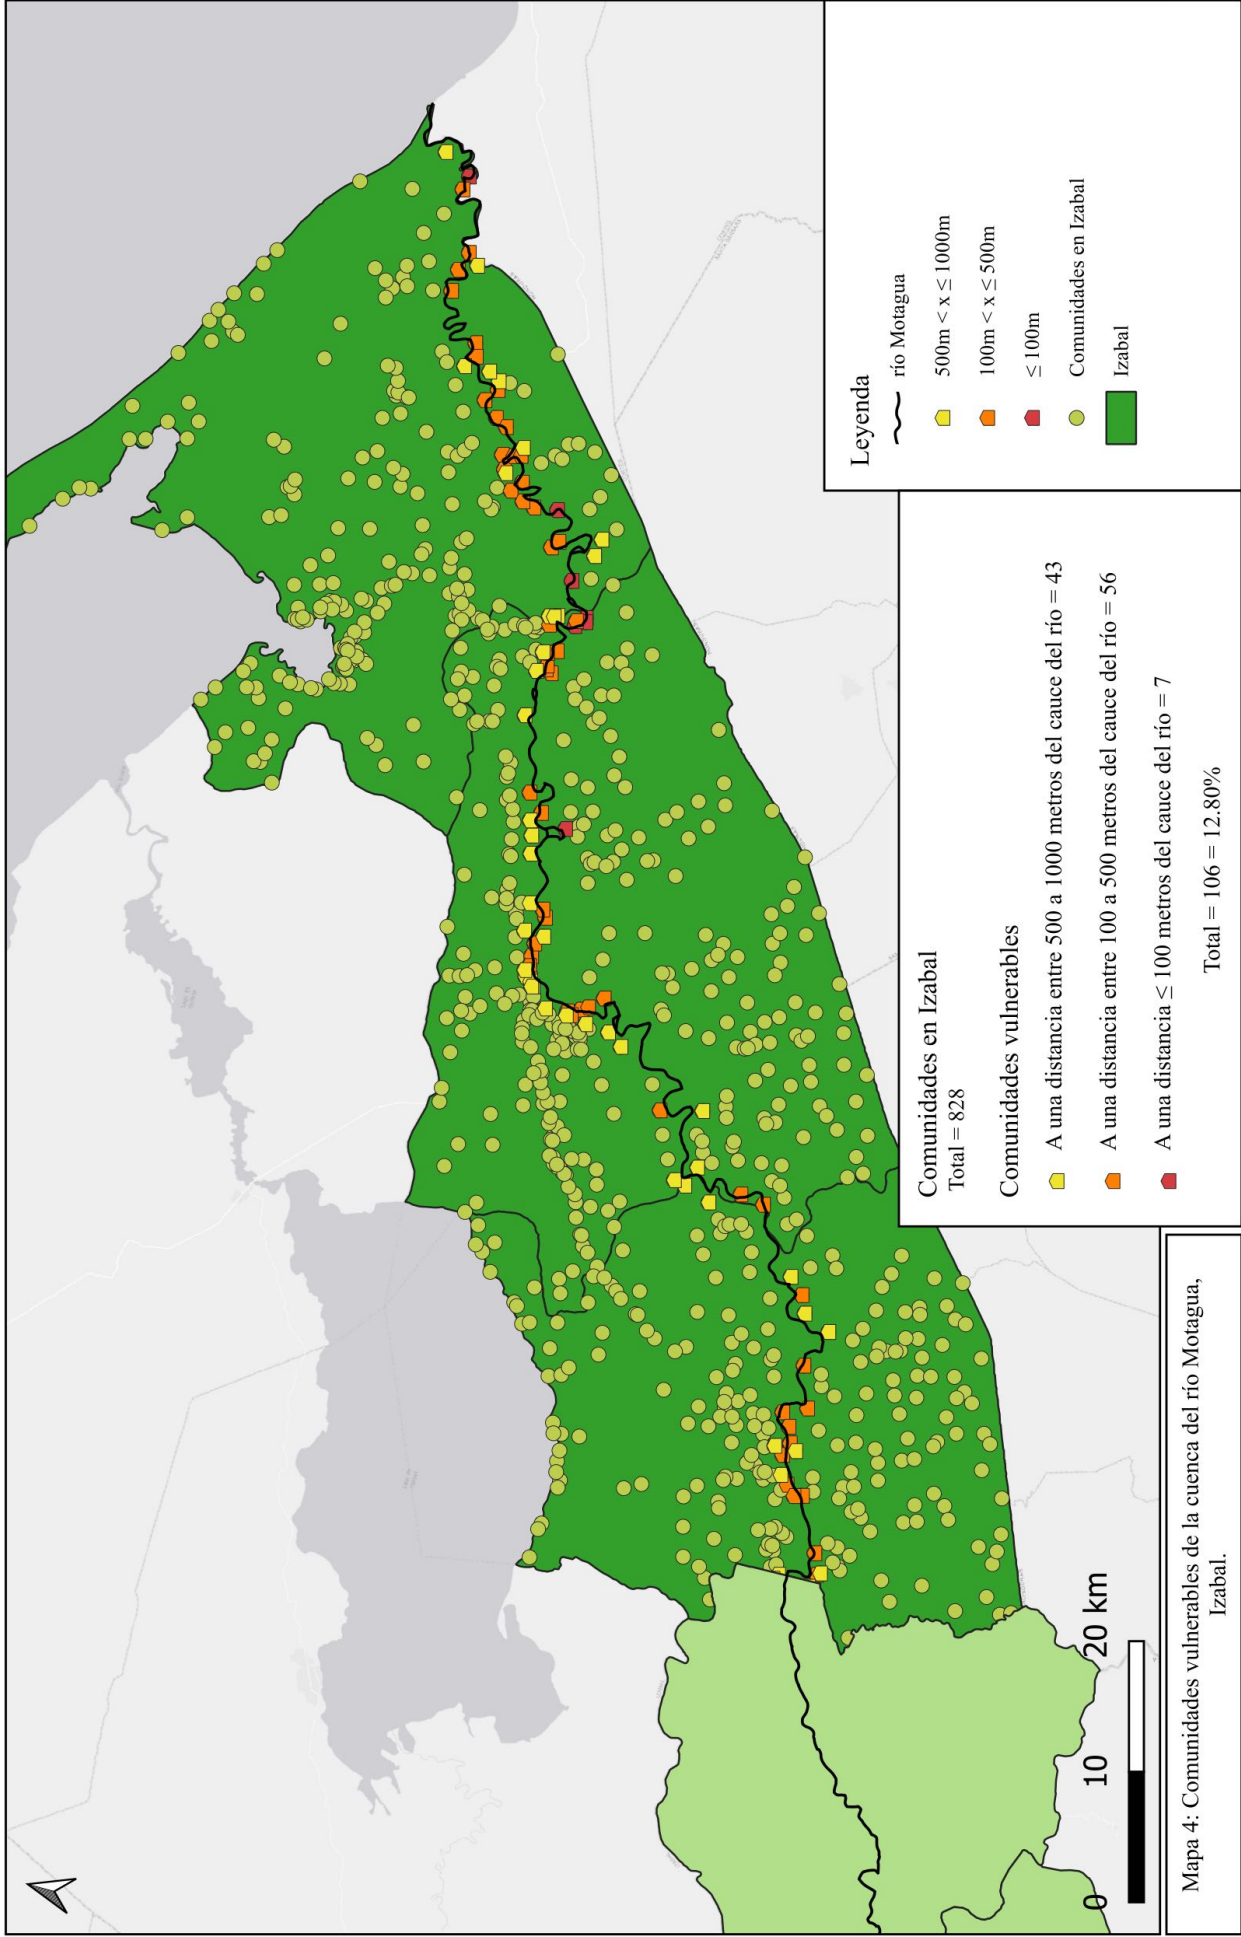 Leyenda
río Motagua
500m < x ≤ 1000m
100m < x ≤ 500m
≤ 100m
Comunidades en Izabal
Izabal
Comunidades en Izabal
Total = 828
Comunidades vulnerables
A una distancia entre 500 a 1000 metros del cauce del río = 43
A una distancia entre 100 a 500 metros del cauce del río = 56
A una distancia ≤ 100 metros del cauce del río = 7
Total = 106 = 12.80%
0 10 20 km
Mapa 4: Comunidades vulnerables de la cuenca del río Motagua,
Izabal.